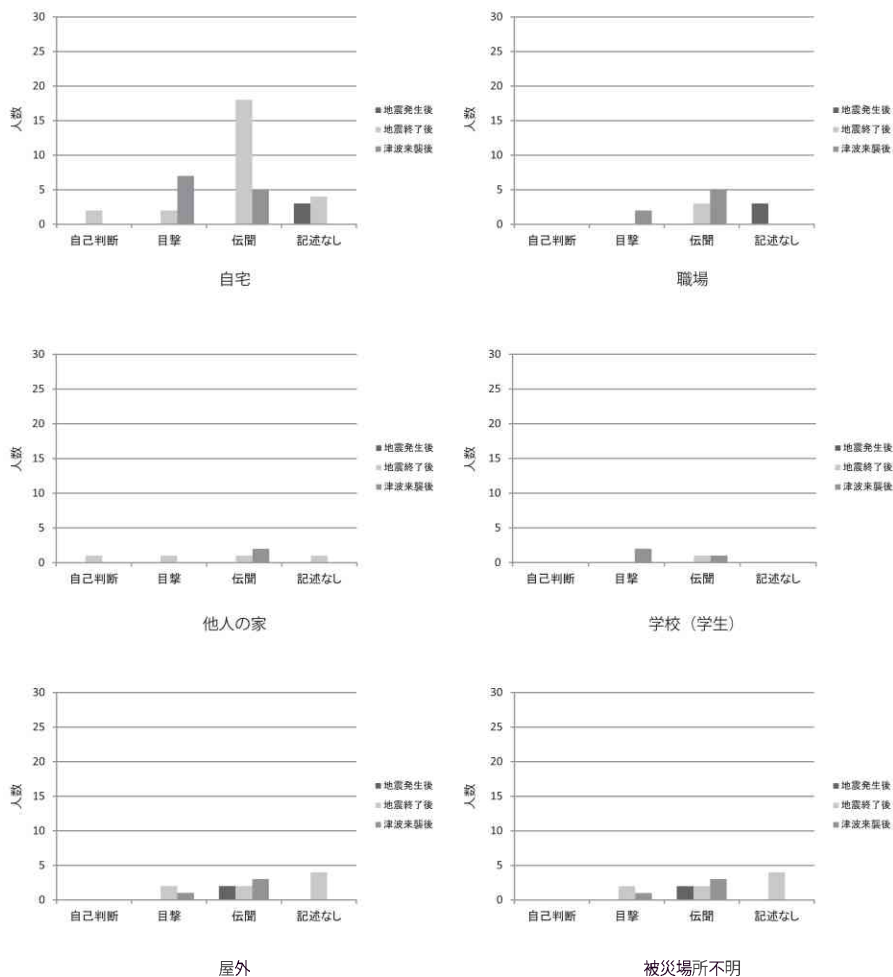 30
25
20
15
10
5
0
人数
自己判断 目撃 伝聞 記述なし
地震発生後
地震終了後
津波来襲後
自宅
30
25
20
15
10
5
0
人数
自己判断 目撃 伝聞 記述なし
地震発生後
地震終了後
津波来襲後
職場
30
25
20
15
10
5
0
人数
自己判断 目撃 伝聞 記述なし
地震発生後
地震終了後
津波来襲後
他人の家
30
25
20
15
10
5
0
人数
自己判断 目撃 伝聞 記述なし
地震発生後
地震終了後
津波来襲後
学校（学生）
30
25
20
15
10
5
0
人数
自己判断 目撃 伝聞 記述なし
地震発生後
地震終了後
津波来襲後
屋外
30
25
20
15
10
5
0
人数
自己判断 目撃 伝聞 記述なし
地震発生後
地震終了後
津波来襲後
被災場所不明